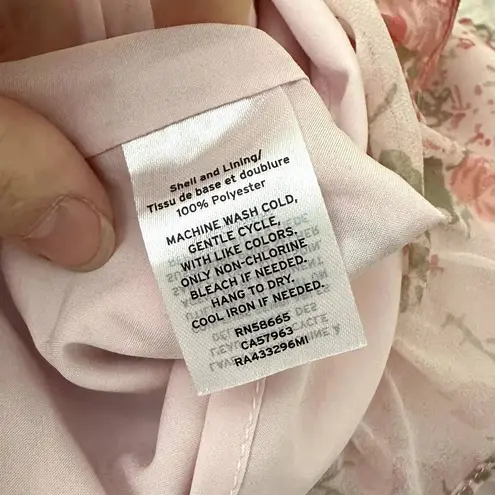 Shell and Lining/
Tissu de base et doublure
100% Polyester
MACHINE WASH COLD,
GENTLE CYCLE,
WITH LIKE COLORS.
ONLY NON-CHLORINE
BLEACH IF NEEDED.
HANG TO DRY.
COOL IRON IF NEEDED.
RN58665
CA57963
RA433296MI